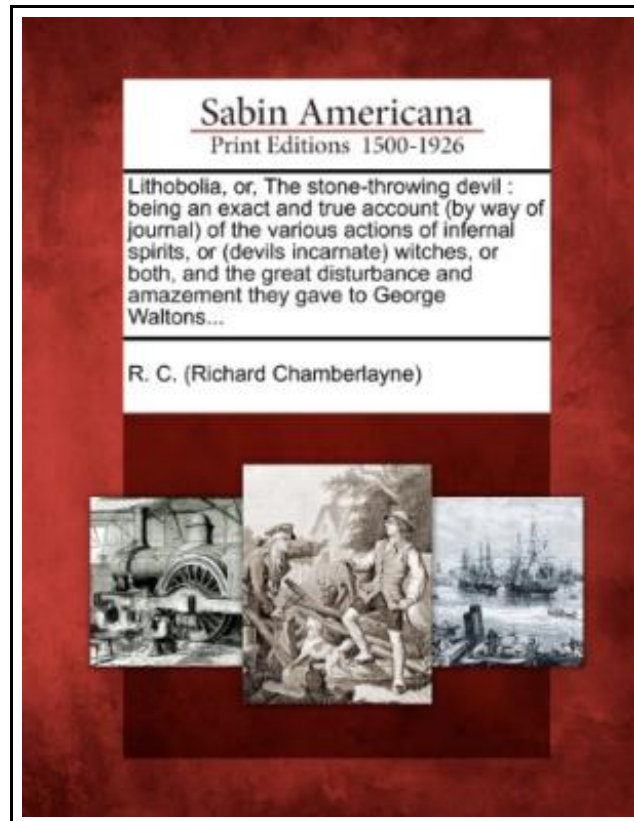 Sabin Americana
Print Editions 1500-1926
Lithobolia, or, The stone-throwing devil :
being an exact and true account (by way of
journal) of the various actions of infernal
spirits, or (devils incarnate) witches, or
both, and the great disturbance and
amazement they gave to George
Waltons...
R. C. (Richard Chamberlayne)